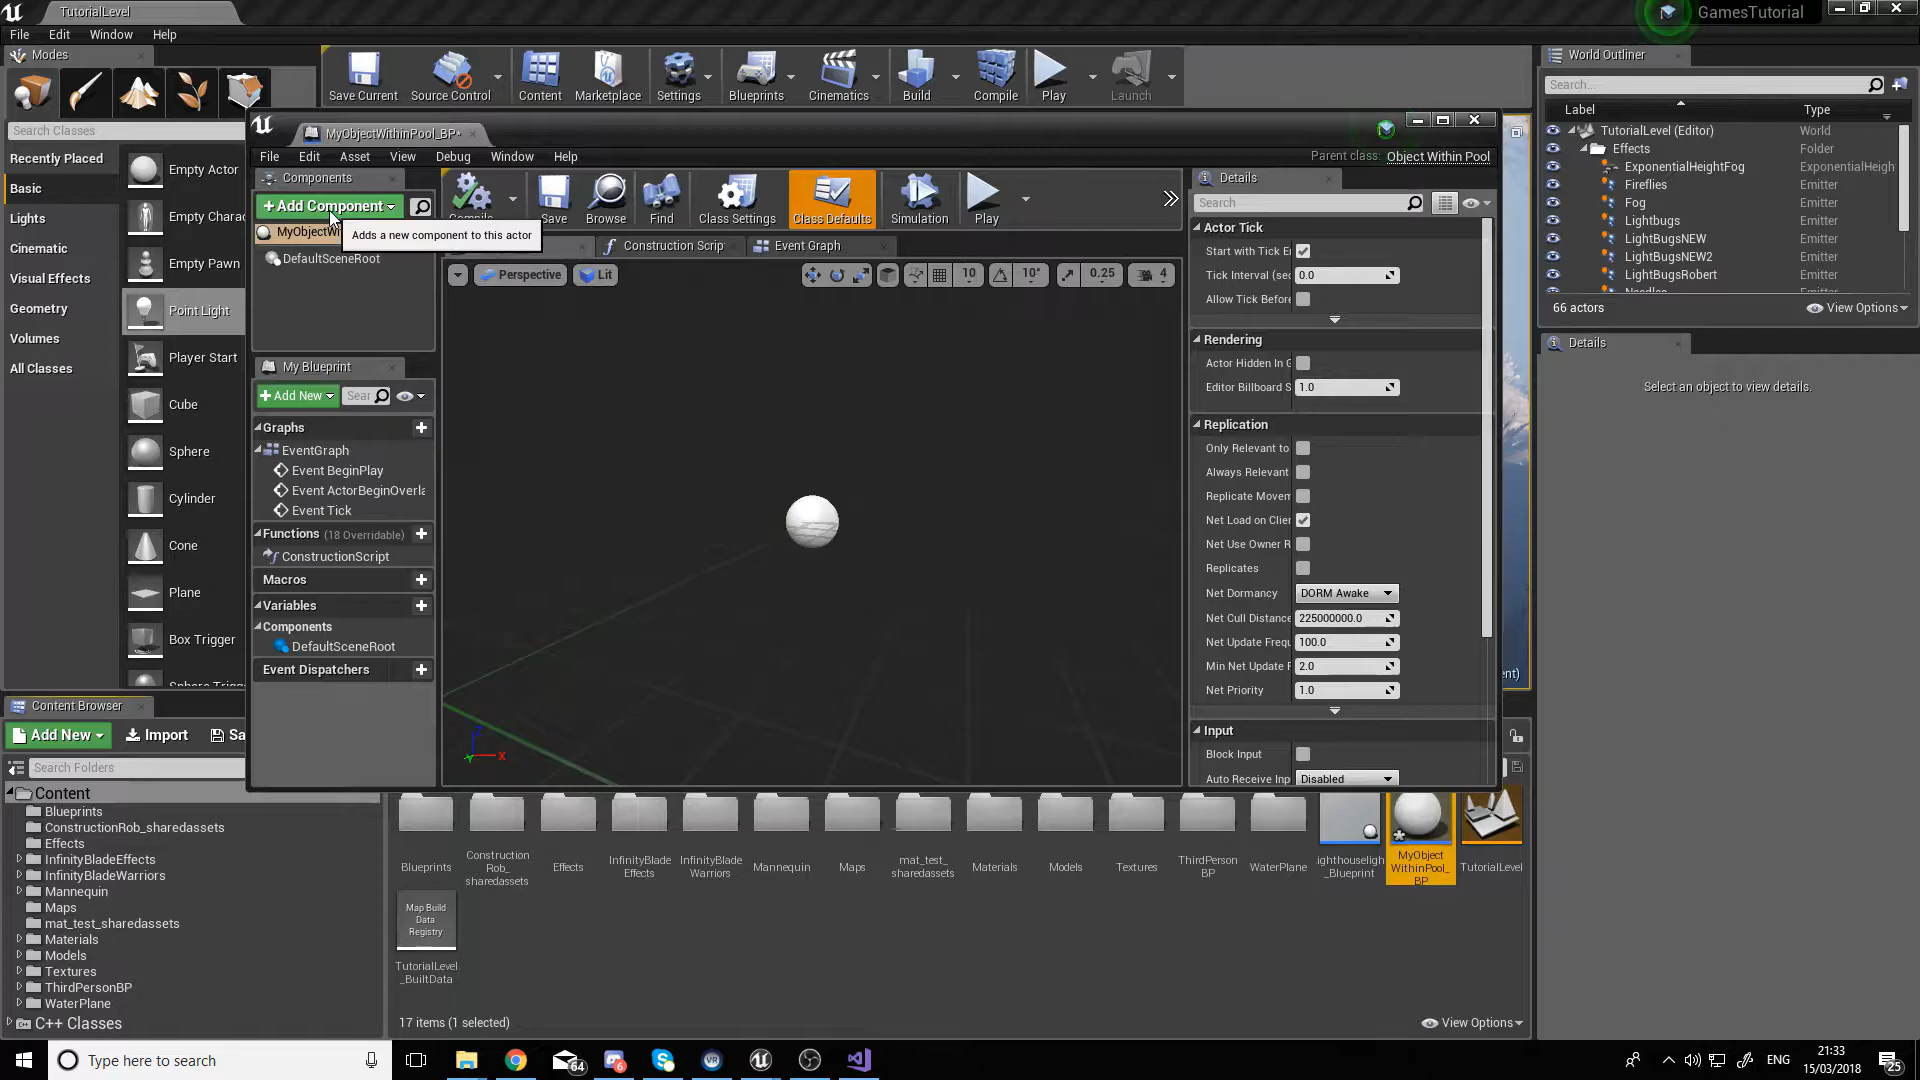 TutorialLevel
GamesTutorial
File Edit Window Help
Modes
Save Current
Source Control
Content
Marketplace
Settings
Blueprints
Cinematics
Build
Compile
Play
Launch
World Outliner
Search...
Label
Type
TutorialLevel (Editor) World
Effects Folder
ExponentialHeightFog ExponentialHeigh
Fireflies Emitter
Fog Emitter
Lightbugs Emitter
LightBugsNEW Emitter
LightBugsNEW2 Emitter
LightBugsRobert Emitter
66 actors
View Options
Details
Select an object to view details.
Search Classes
Recently Placed
Basic
Lights
Cinematic
Visual Effects
Geometry
Volumes
All Classes
Empty Actor
Empty Charac
Empty Pawn
Point Light
Player Start
Cube
Sphere
Cylinder
Cone
Plane
Box Trigger
Sphere Trigg
MyObjectWithinPool_BP*
File Edit Asset View Debug Window Help
Parent class: Object Within Pool
Components
+Add Component
MyObjectWi
Adds a new component to this actor
DefaultSceneRoot
Compile
Save
Browse
Find
Class Settings
Class Defaults
Simulation
Play
Construction Scrip
Event Graph
Perspective
Lit
10
10°
0.25
4
Z
X
Y
My Blueprint
+Add New
Sear
Graphs
EventGraph
Event BeginPlay
Event ActorBeginOverla
Event Tick
Functions (18 Overridable)
ConstructionScript
Macros
Variables
Components
DefaultSceneRoot
Event Dispatchers
Details
Search
Actor Tick
Start with Tick E
Tick Interval (sec 0.0
Allow Tick Before
Rendering
Actor Hidden In G
Editor Billboard S 1.0
Replication
Only Relevant to
Always Relevant
Replicate Movem
Net Load on Clie
Net Use Owner R
Replicates
Net Dormancy DORM Awake
Net Cull Distance 225000000.0
Net Update Frequ 100.0
Min Net Update F 2.0
Net Priority 1.0
Input
Block Input
Auto Receive Inp Disabled
nt)
Content Browser
Add New
Import
Sa
Search Folders
Content
Blueprints
ConstructionRob_sharedassets
Effects
InfinityBladeEffects
InfinityBladeWarriors
Mannequin
Maps
mat_test_sharedassets
Materials
Models
Textures
ThirdPersonBP
WaterPlane
C++ Classes
Blueprints
Construction
Rob_
sharedassets
Effects
InfinityBlade
Effects
InfinityBlade
Warriors
Mannequin
Maps
mat_test_
sharedassets
Materials
Models
Textures
ThirdPerson
BP
WaterPlane
ighthouseligh
_Blueprint
MyObject
WithinPool_
BP
TutorialLevel
Map Build
Data
Registry
TutorialLevel
_BuiltData
17 items (1 selected)
View Options
Type here to search
64
6
ENG
21:33
15/03/2018
25